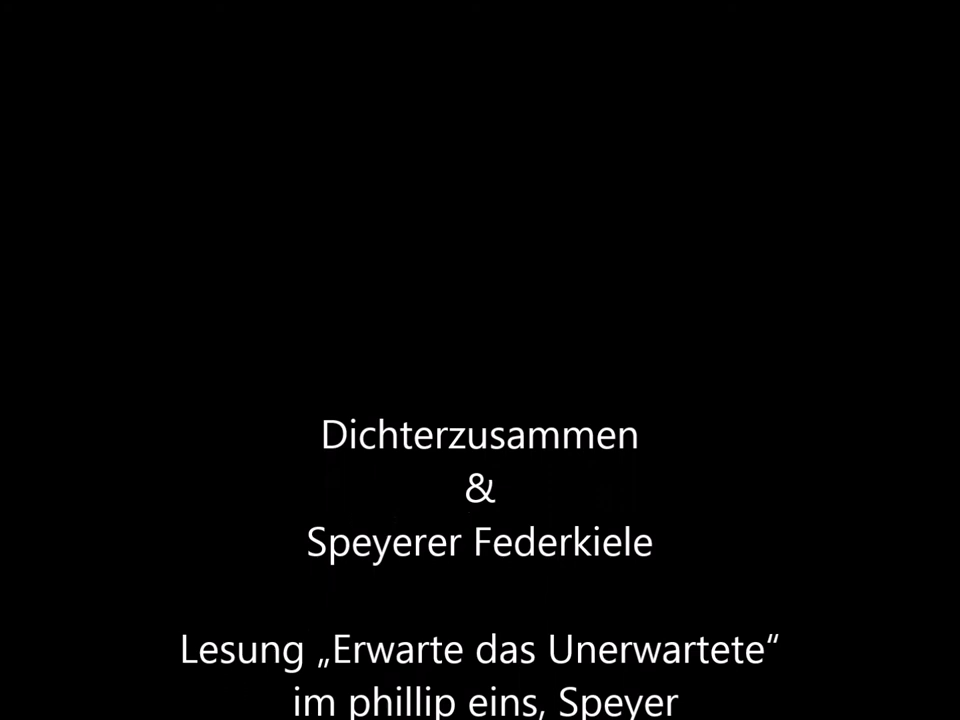 Dichterzusammen
&
Speyerer Federkiele
Lesung „Erwarte das Unerwartete“
im phillip eins, Speyer